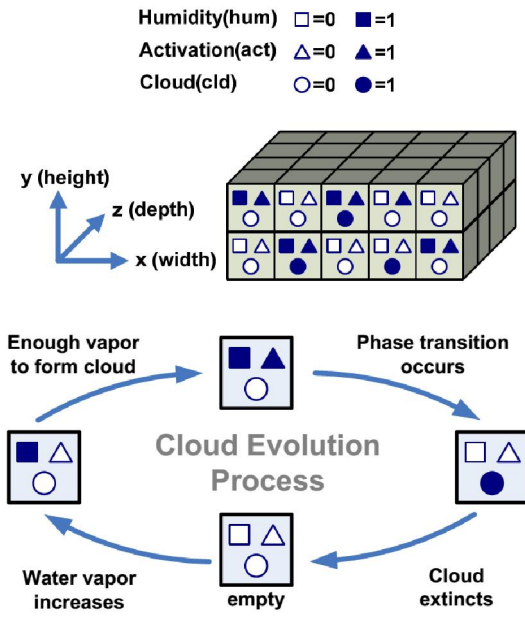 Humidity(hum) =0 =1
Activation(act) =0 =1
Cloud(cld) =0 =1
y (height)
z (depth)
x (width)
Enough vapor
to form cloud
Phase transition
occurs
Cloud Evolution
Process
Water vapor
increases
empty
Cloud
extincts